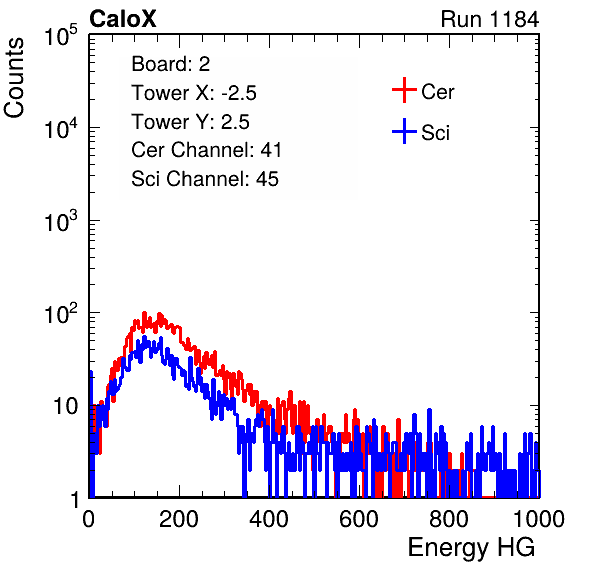 CaloX
Run 1184
Board: 2
Tower X: -2.5
Tower Y: 2.5
Cer Channel: 41
Sci Channel: 45
Cer
Sci
Counts
10^5
10^4
10^3
10^2
10
1
0 200 400 600 800 1000
Energy HG